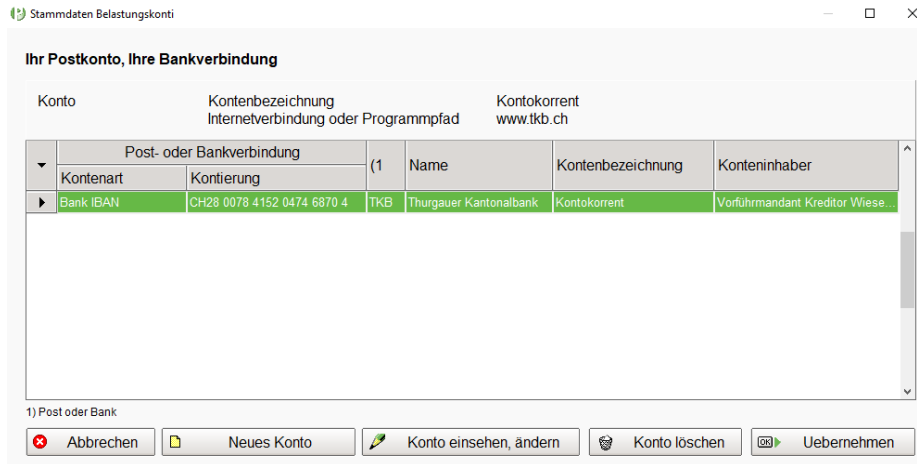 Stammdaten Belastungskonti
Ihr Postkonto, Ihre Bankverbindung
Konto Kontenbezeichnung Kontokorrent
Internetverbindung oder Programmpfad www.tkb.ch
Post- oder Bankverbindung (1 Name Kontenbezeichnung Konteninhaber
Kontenart Kontierung
Bank IBAN CH28 0078 4152 0474 6870 4 TKB Thurgauer Kantonalbank Kontokorrent Vorführmandant Kreditor Wiese...
1) Post oder Bank
Abbrechen Neues Konto Konto einsehen, ändern Konto löschen OK Uebernehmen